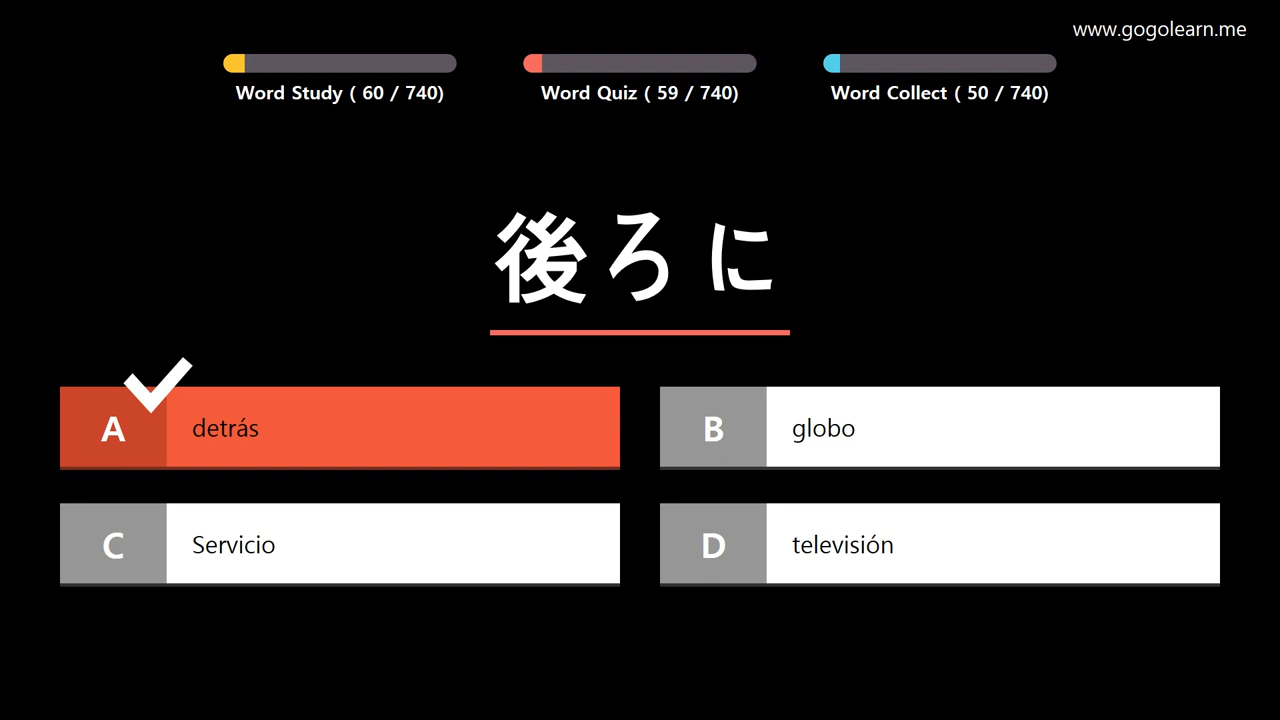 www.gogolearn.me
Word Study ( 60 / 740)
Word Quiz ( 59 / 740)
Word Collect ( 50 / 740)
後ろに
A detrás
B globo
C Servicio
D televisión